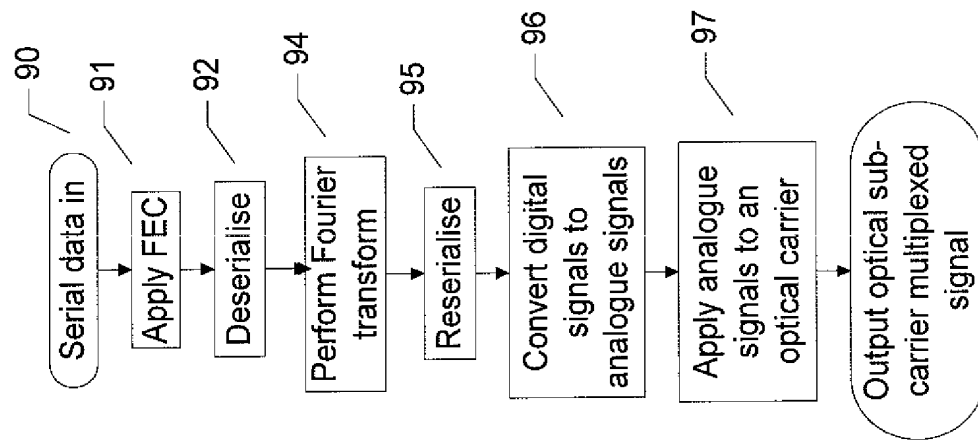 90
Serial data in
91
Apply FEC
92
Deserialise
94
Perform Fourier
transform
95
Reserialise
96
Convert digital
signals to
analogue signals
97
Apply analogue
signals to an
optical carrier
Output optical sub-
carrier multiplexed
signal